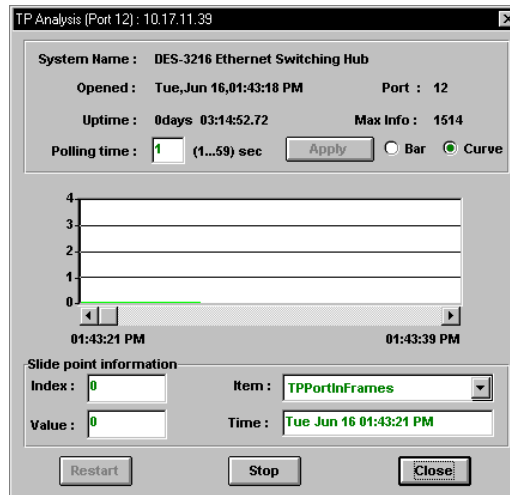 TP Analysis (Port 12) : 10.17.11.39
System Name : DES-3216 Ethernet Switching Hub
Opened : Tue,Jun 16,01:43:18 PM Port : 12
Uptime : 0days 03:14:52.72 Max Info : 1514
Polling time : 1 (1...59) sec Apply Bar Curve
4
3
2
1
0
01:43:21 PM 01:43:39 PM
Slide point information
Index : 0 Item : TPPortInFrames
Value : 0 Time : Tue Jun 16 01:43:21 PM
Restart Stop Close